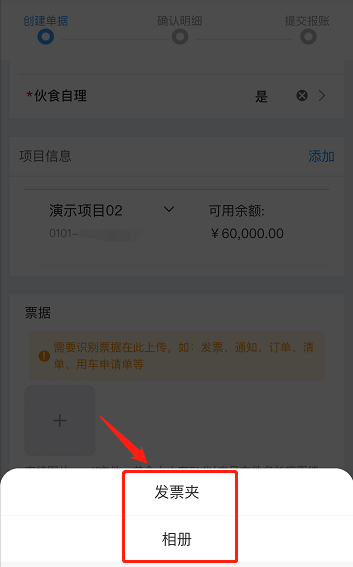 创建单据 确认明细 提交报账
*伙食自理 是
项目信息 添加
演示项目02 可用余额:
0101- ￥60,000.00
票据
需要识别票据在此上传，如：发票、通知、订单、清
单、用车申请单等
发票夹
相册